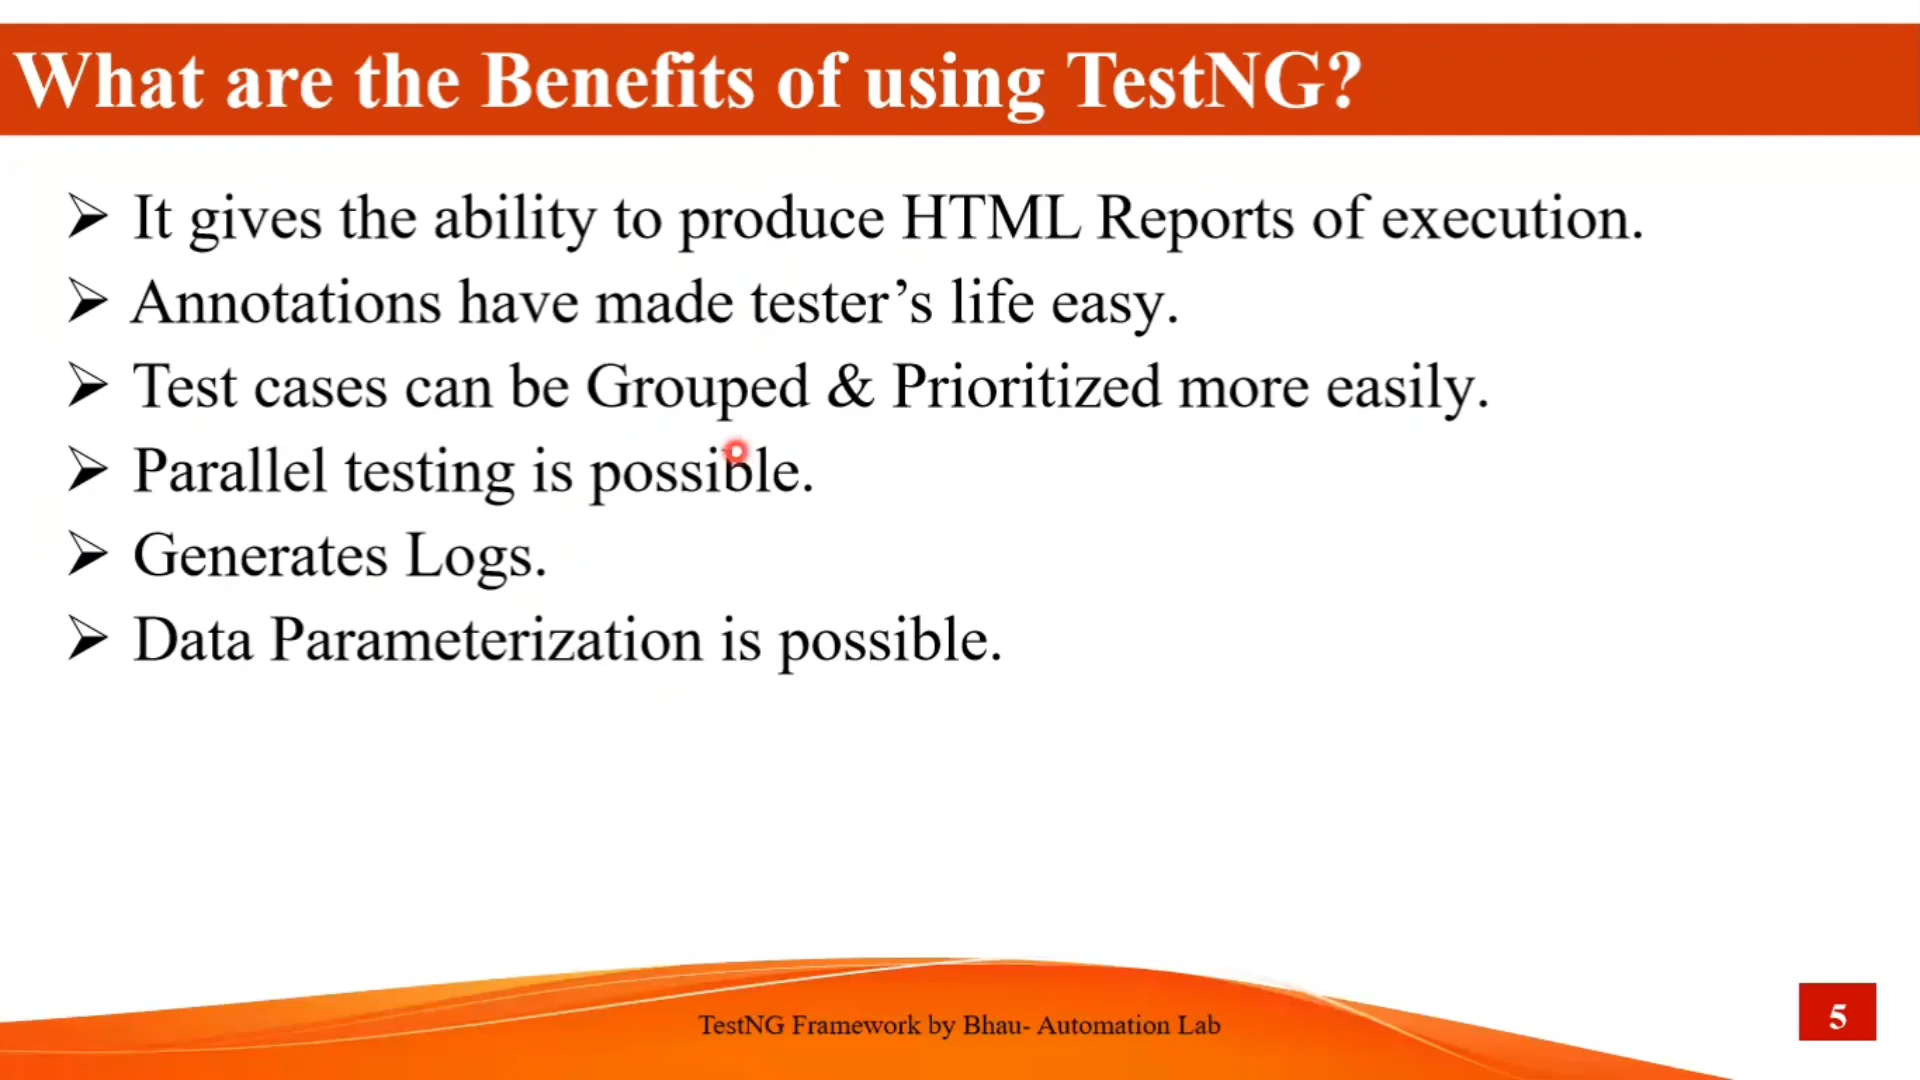 What are the Benefits of using TestNG?
It gives the ability to produce HTML Reports of execution.
Annotations have made tester’s life easy.
Test cases can be Grouped & Prioritized more easily.
Parallel testing is possible.
Generates Logs.
Data Parameterization is possible.
TestNG Framework by Bhau- Automation Lab
5